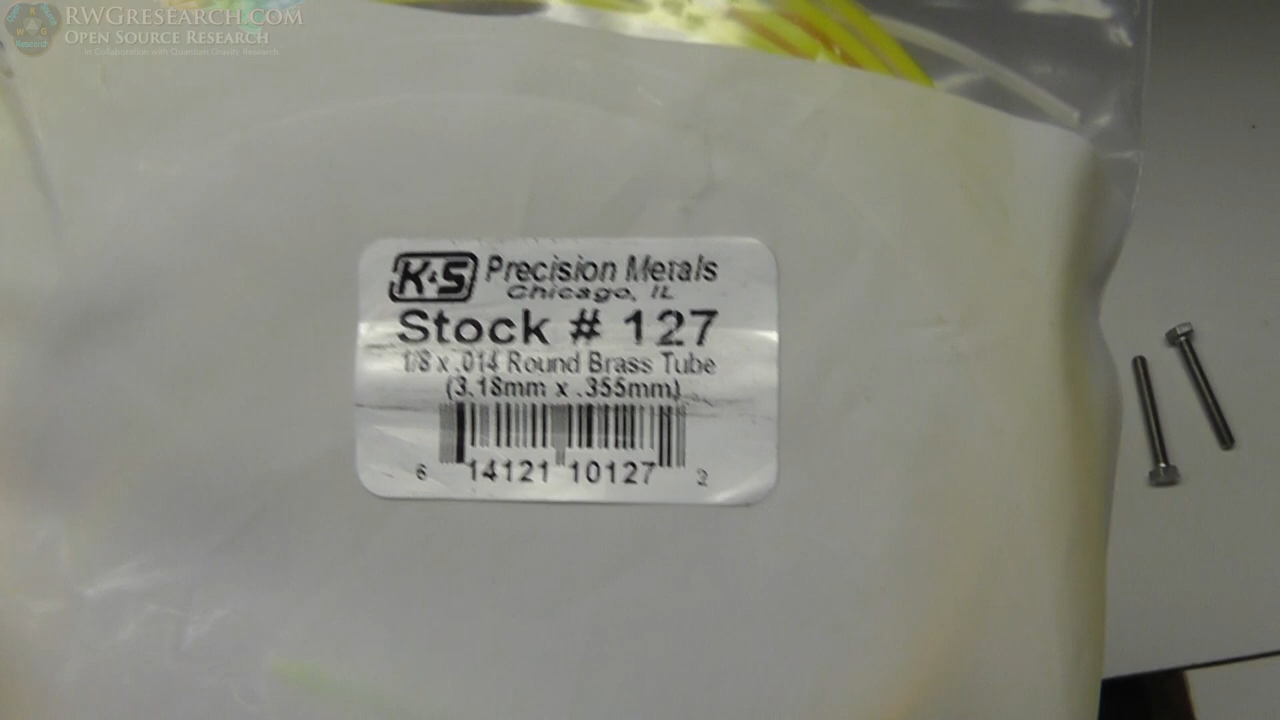 RWGresearch.com
Open Source Research
In Collaboration with Quantum Gravity Research
K&S Precision Metals
Chicago, IL
Stock # 127
1/8 x .014 Round Brass Tube
(3.18mm x .355mm)
6 14121 10127 2